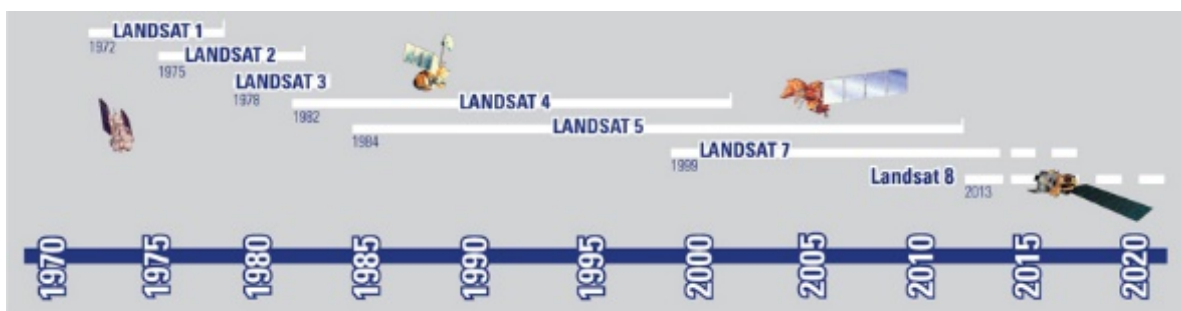 LANDSAT 1
1972
LANDSAT 2
1975
LANDSAT 3
1978
LANDSAT 4
1982
LANDSAT 5
1984
LANDSAT 7
1999
Landsat 8
2013
1970
1975
1980
1985
1990
1995
2000
2005
2010
2015
2020